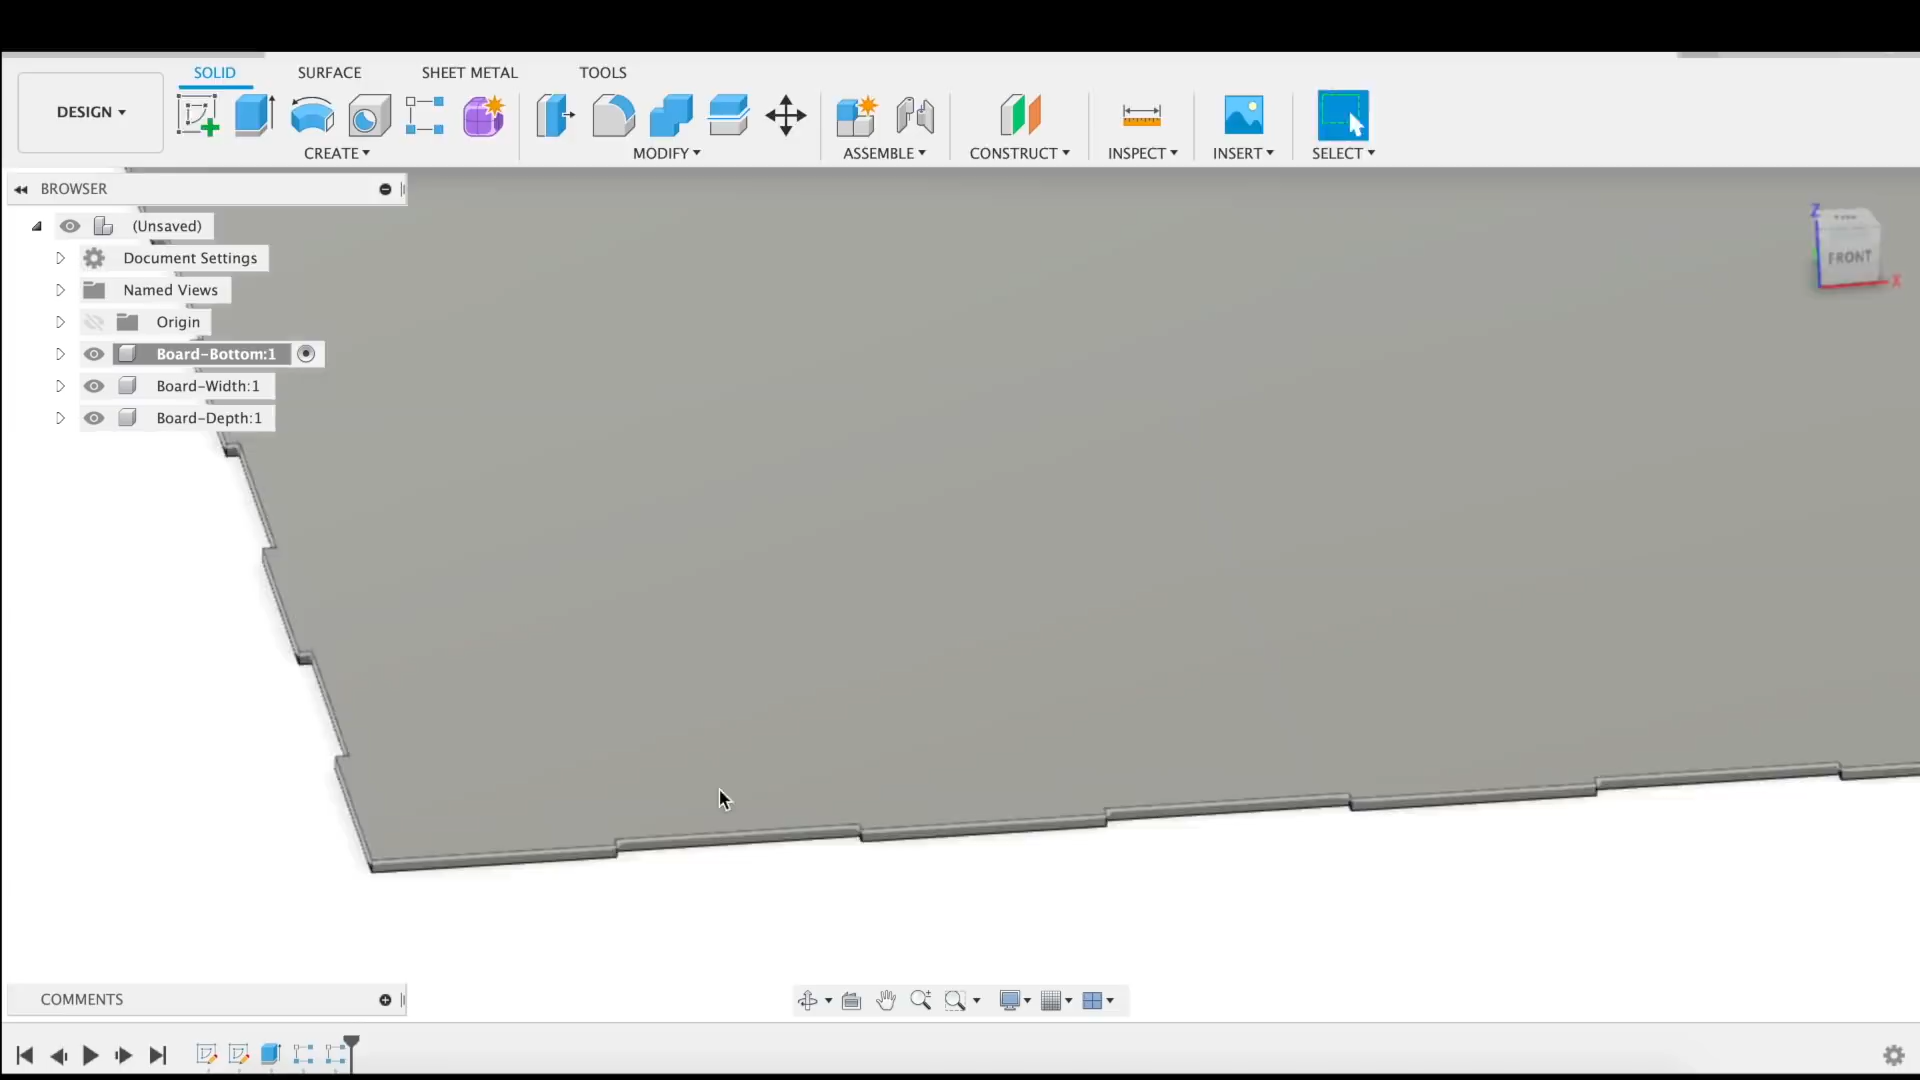 SOLID
SURFACE
SHEET METAL
TOOLS
DESIGN
CREATE
MODIFY
ASSEMBLE
CONSTRUCT
INSPECT
INSERT
SELECT
BROWSER
(Unsaved)
Document Settings
Named Views
Origin
Board-Bottom:1
Board-Width:1
Board-Depth:1
Z
FRONT
X
COMMENTS